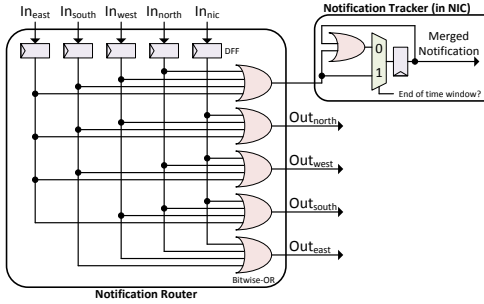 In_east In_south In_west In_north In_nic
DFF
Notification Tracker (in NIC)
0
1
Merged
Notification
End of time window?
Out_north
Out_west
Out_south
Out_east
Bitwise-OR
Notification Router